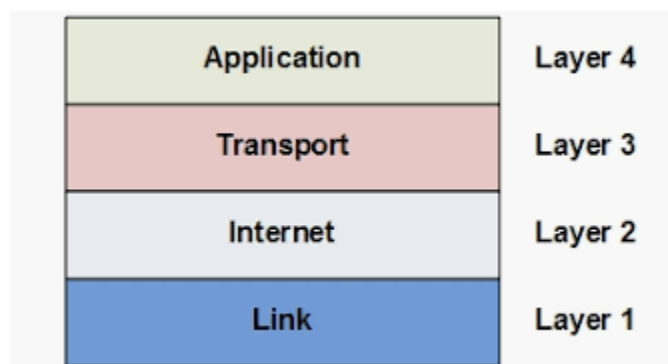 Application Layer 4
Transport Layer 3
Internet Layer 2
Link Layer 1